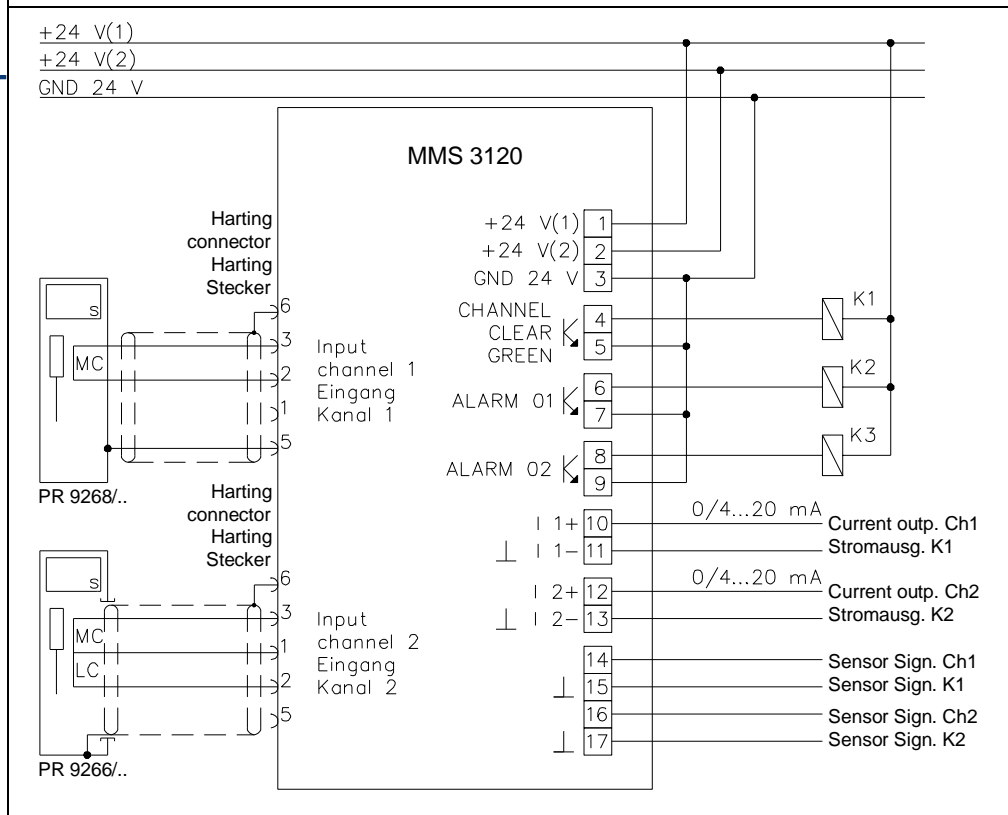 +24 V(1)
+24 V(2)
GND 24 V
MMS 3120
Harting
connector
Harting
Stecker
6
3
2
1
5
Input
channel 1
Eingang
Kanal 1
S
MC
PR 9268/..
Harting
connector
Harting
Stecker
6
3
1
2
5
Input
channel 2
Eingang
Kanal 2
S
MC
LC
PR 9266/..
+24 V(1) 1
+24 V(2) 2
GND 24 V 3
CHANNEL
CLEAR
GREEN
4
5
K1
ALARM 01
6
7
K2
ALARM 02
8
9
K3
0/4...20 mA
I 1+ 10
Current outp. Ch1
I 1- 11
Stromausg. K1
0/4...20 mA
I 2+ 12
Current outp. Ch2
I 2- 13
Stromausg. K2
14
Sensor Sign. Ch1
15
Sensor Sign. K1
16
Sensor Sign. Ch2
17
Sensor Sign. K2